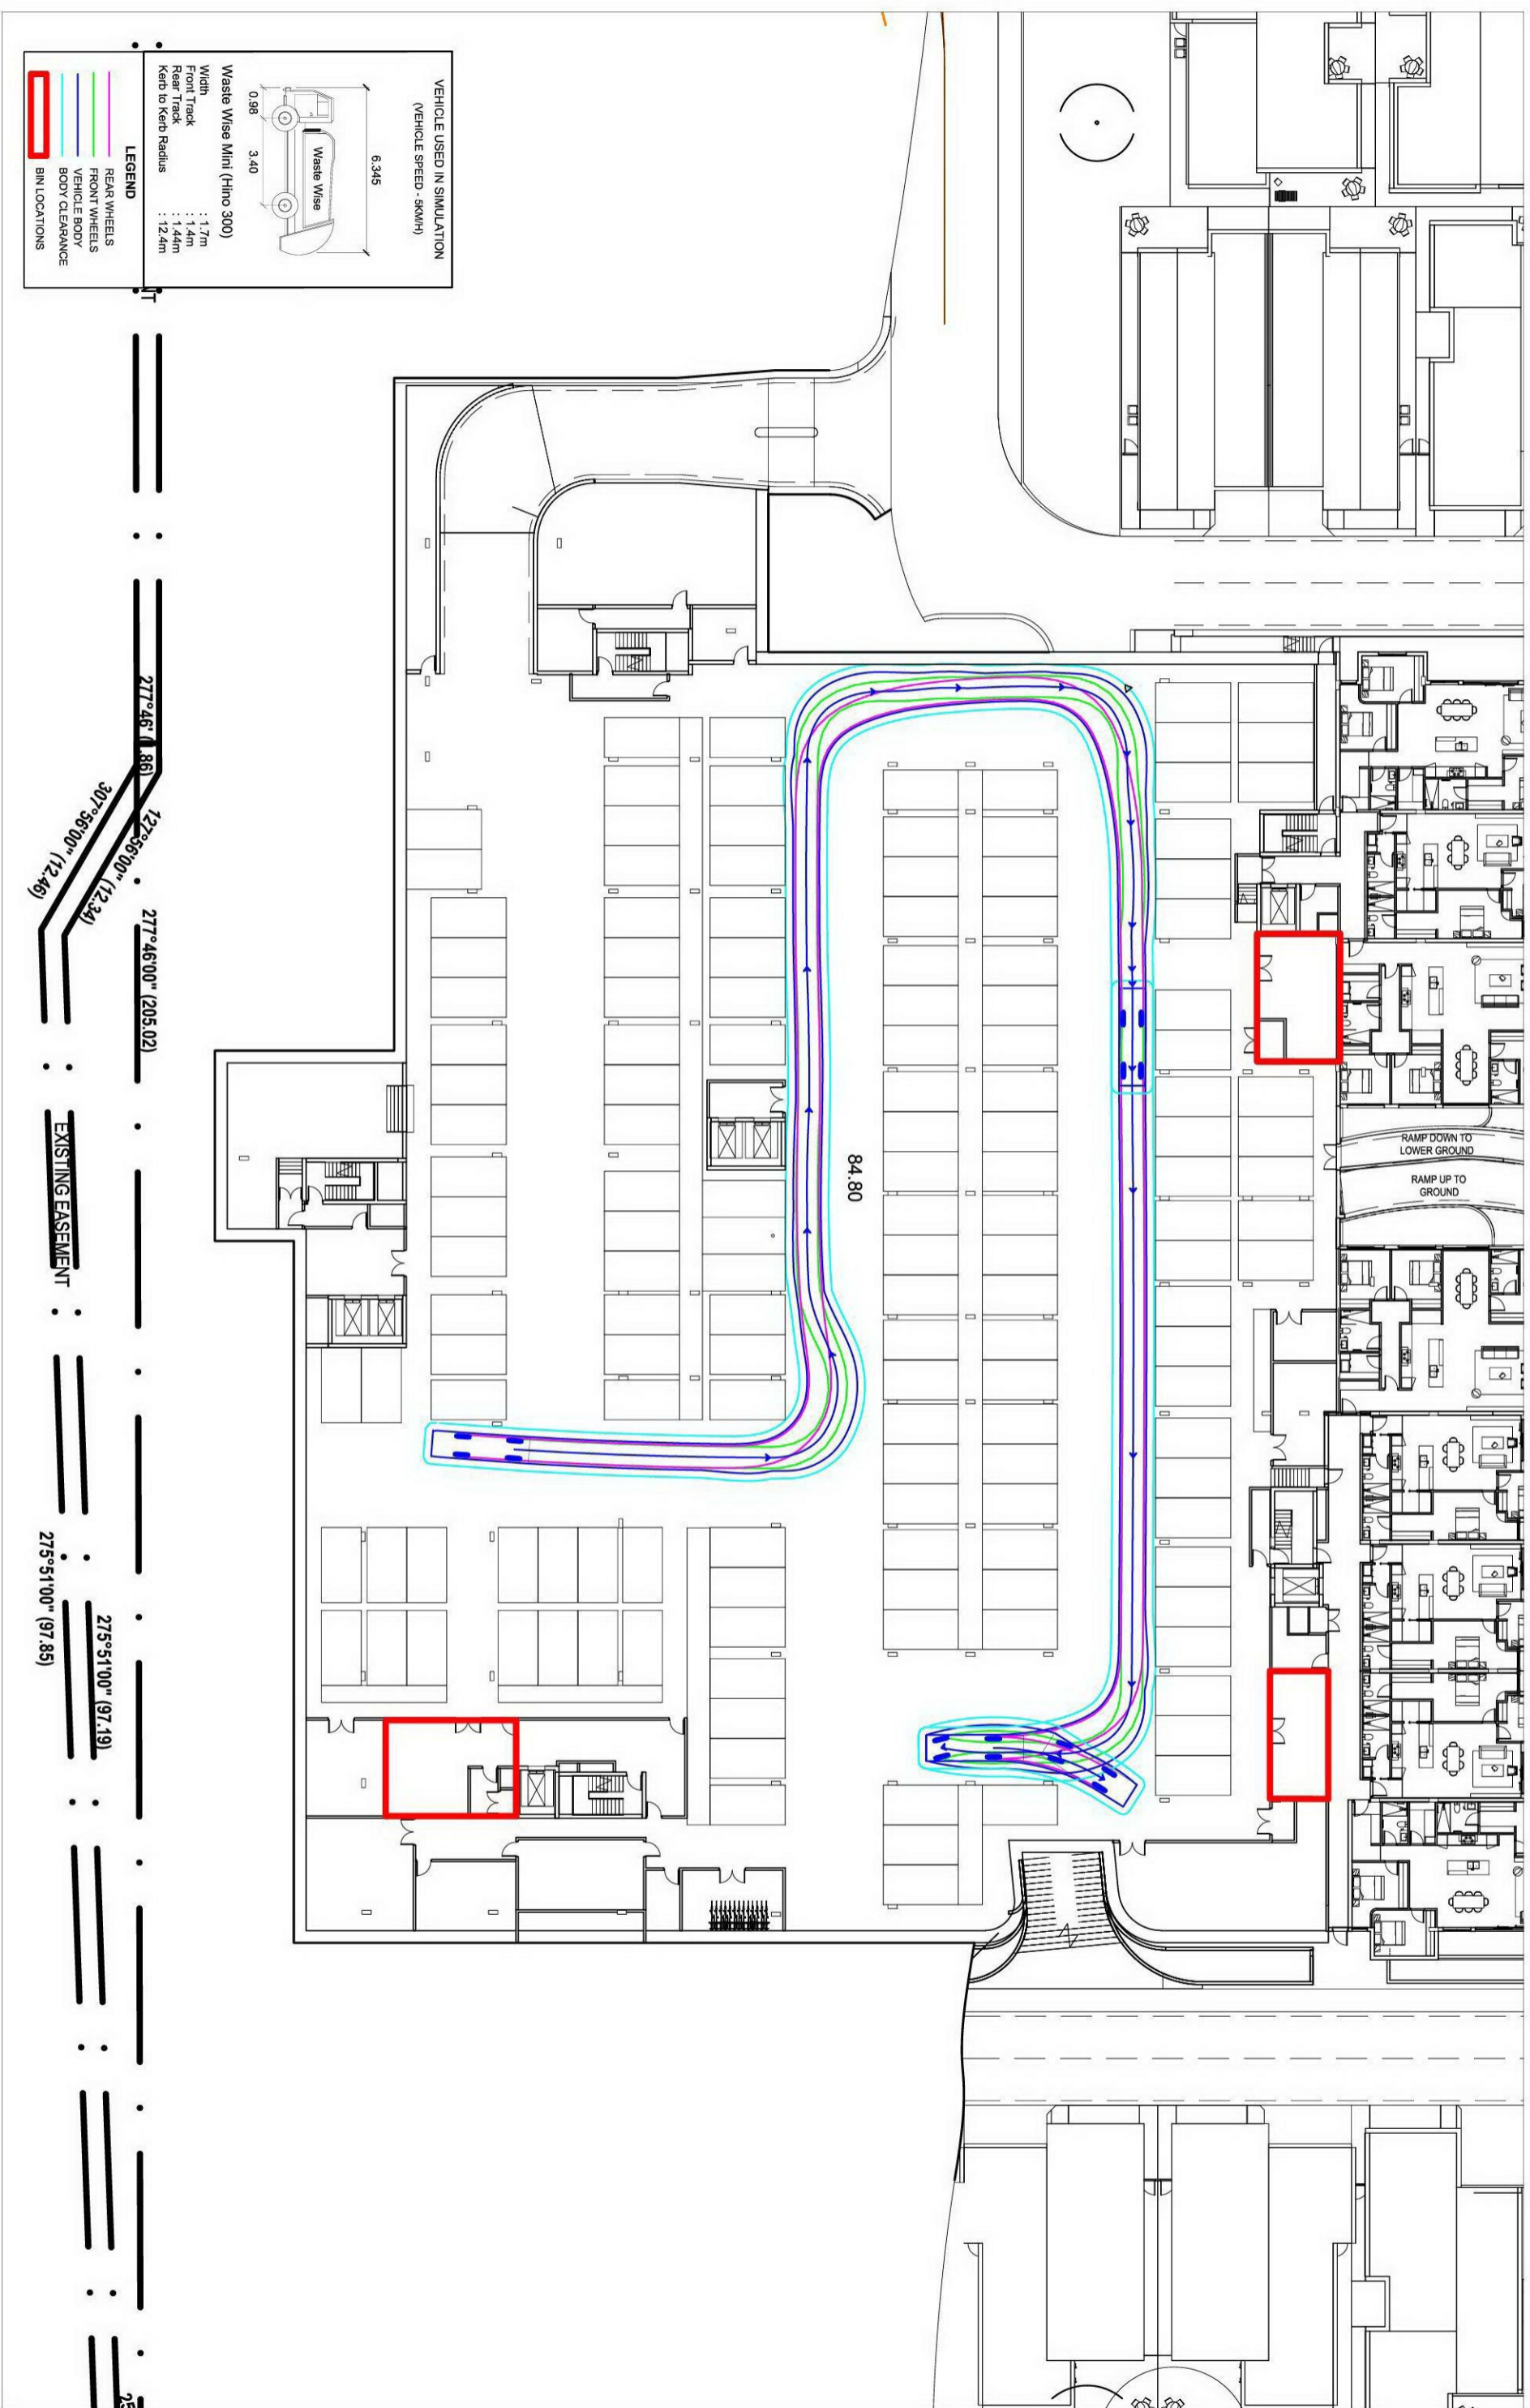 VEHICLE USED IN SIMULATION
(VEHICLE SPEED - 5KM/H)
6.345
Waste Wise
0.98
3.40
Waste Wise Mini (Hino 300)
Width : 1.7m
Front Track : 1.4m
Rear Track : 1.44m
Kerb to Kerb Radius : 12.4m
LEGEND
REAR WHEELS
FRONT WHEELS
VEHICLE BODY
BODY CLEARANCE
BIN LOCATIONS
RAMP DOWN TO
LOWER GROUND
RAMP UP TO
GROUND
84.80
127°56'00" (12.34)
307°56'00" (12.46)
277°46'00" (205.02)
EXISTING EASEMENT
275°51'00" (97.19)
275°51'00" (97.85)